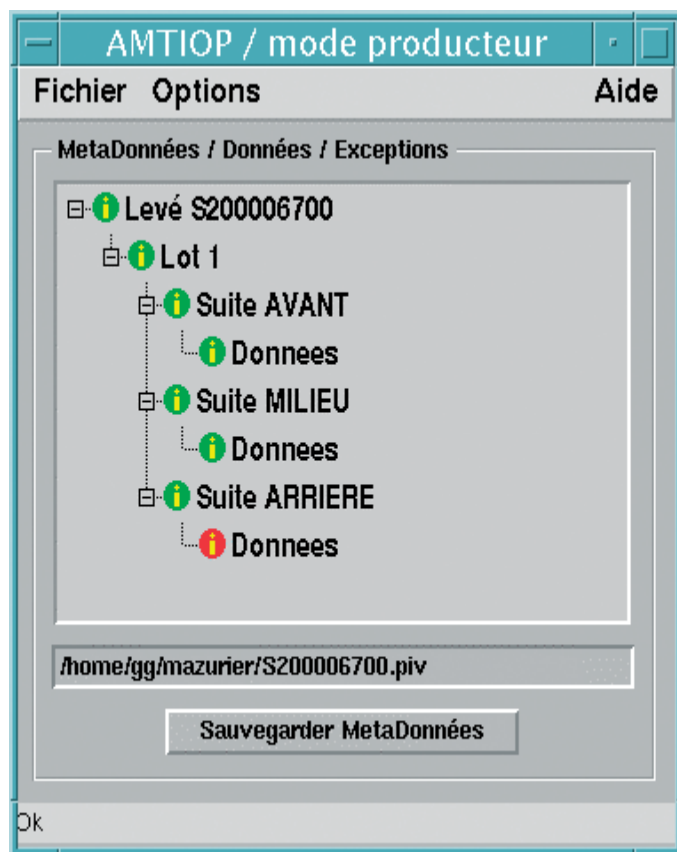 AMTIOP / mode producteur
Fichier Options Aide
MetaDonnées / Données / Exceptions
Levé S200006700
Lot 1
Suite AVANT
Donnees
Suite MILIEU
Donnees
Suite ARRIERE
Donnees
/home/gg/mazurier/S200006700.piv
Sauvegarder MetaDonnées
Ok